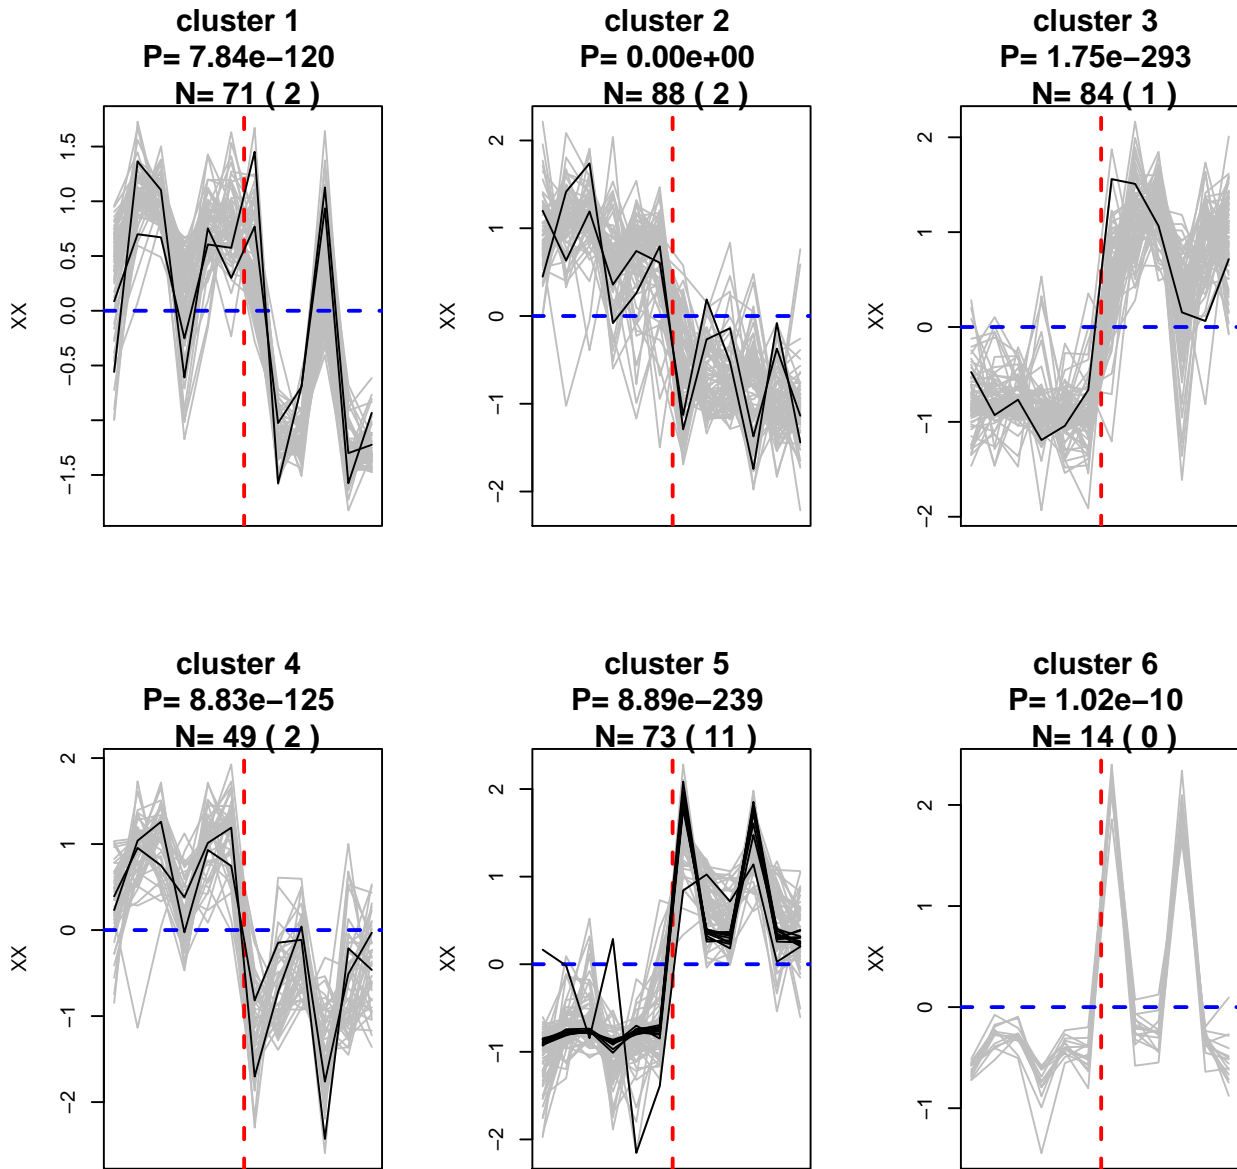 cluster 1
P= 7.84e−120
N= 71 ( 2 )
XX
1.5
1.0
0.5
0.0
−0.5
−1.5
cluster 2
P= 0.00e+00
N= 88 ( 2 )
XX
2
1
0
−1
−2
cluster 3
P= 1.75e−293
N= 84 ( 1 )
XX
2
1
0
−1
−2
cluster 4
P= 8.83e−125
N= 49 ( 2 )
XX
2
1
0
−1
−2
cluster 5
P= 8.89e−239
N= 73 ( 11 )
XX
2
1
0
−1
−2
cluster 6
P= 1.02e−10
N= 14 ( 0 )
XX
2
1
0
−1